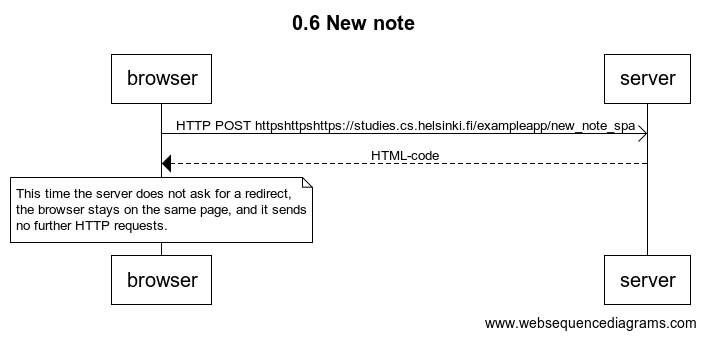 0.6 New note
browser
server
HTTP POST httpshttpshttps://studies.cs.helsinki.fi/exampleapp/new_note_spa
HTML-code
This time the server does not ask for a redirect,
the browser stays on the same page, and it sends
no further HTTP requests.
browser
server
www.websequencediagrams.com